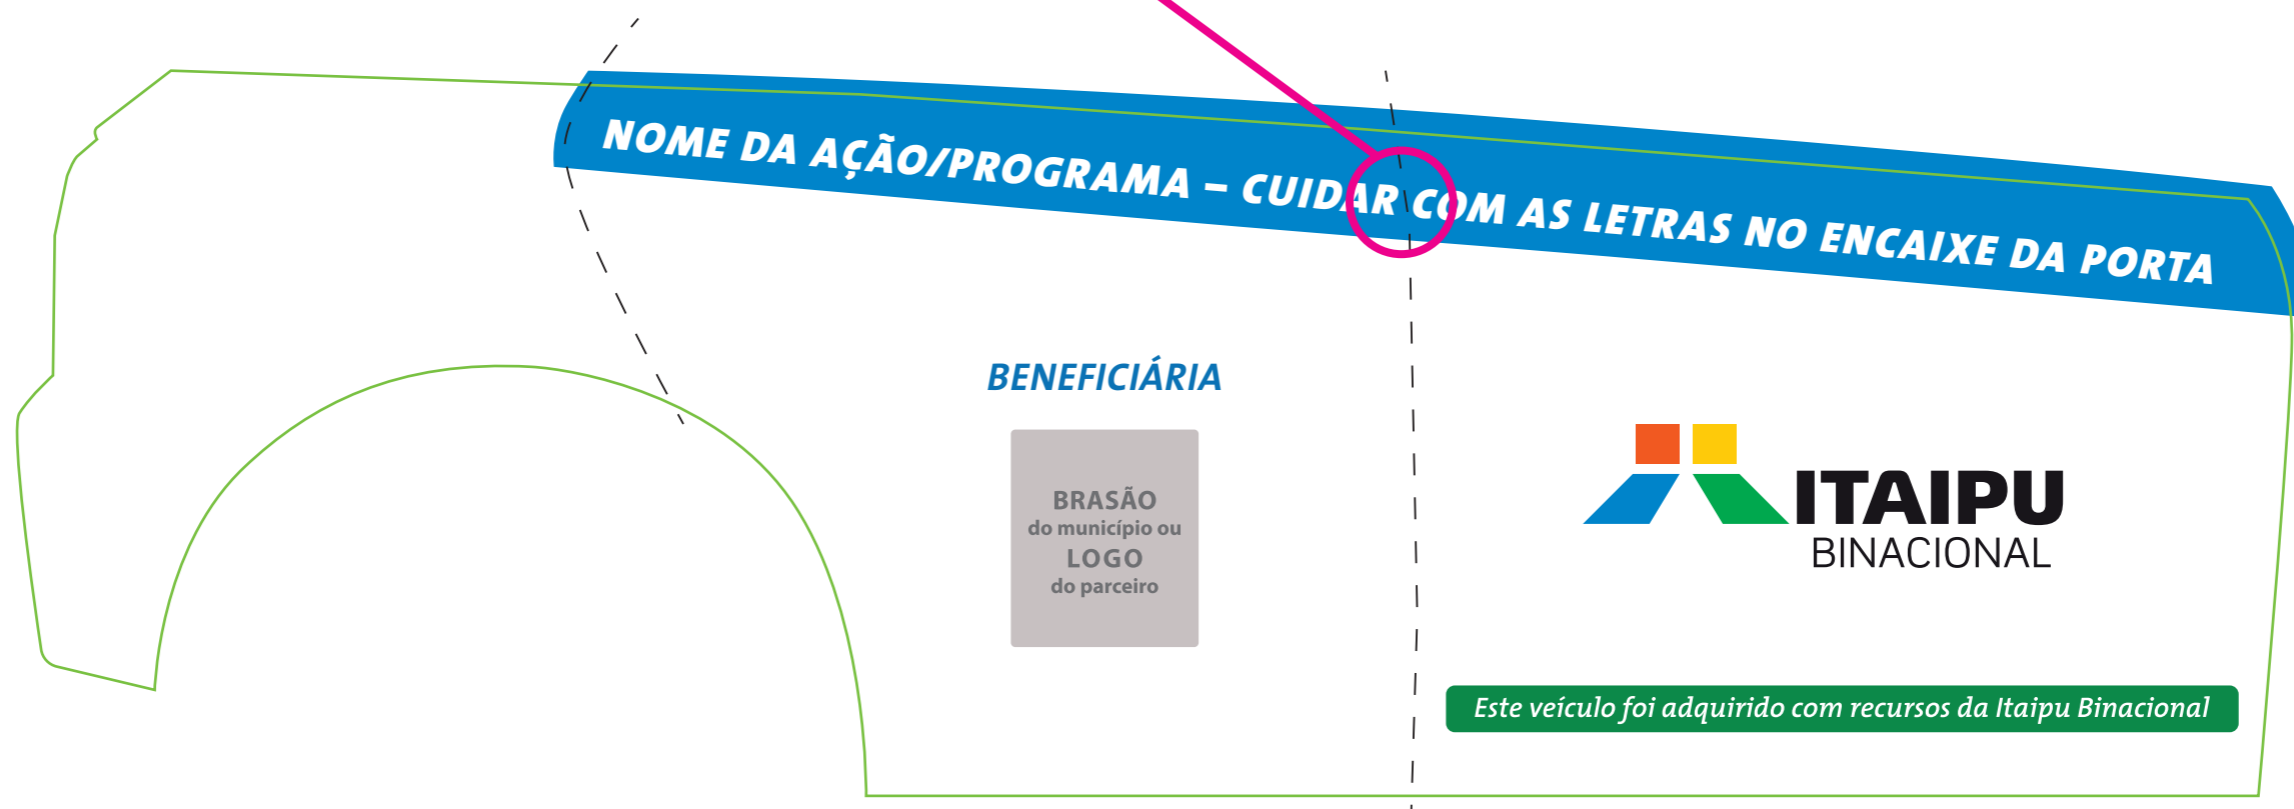 NOME DA AÇÃO/PROGRAMA – CUIDAR COM AS LETRAS NO ENCAIXE DA PORTA
BENEFICIÁRIA
BRASÃO
do município ou
LOGO
do parceiro
ITAIPU
BINACIONAL
Este veículo foi adquirido com recursos da Itaipu Binacional